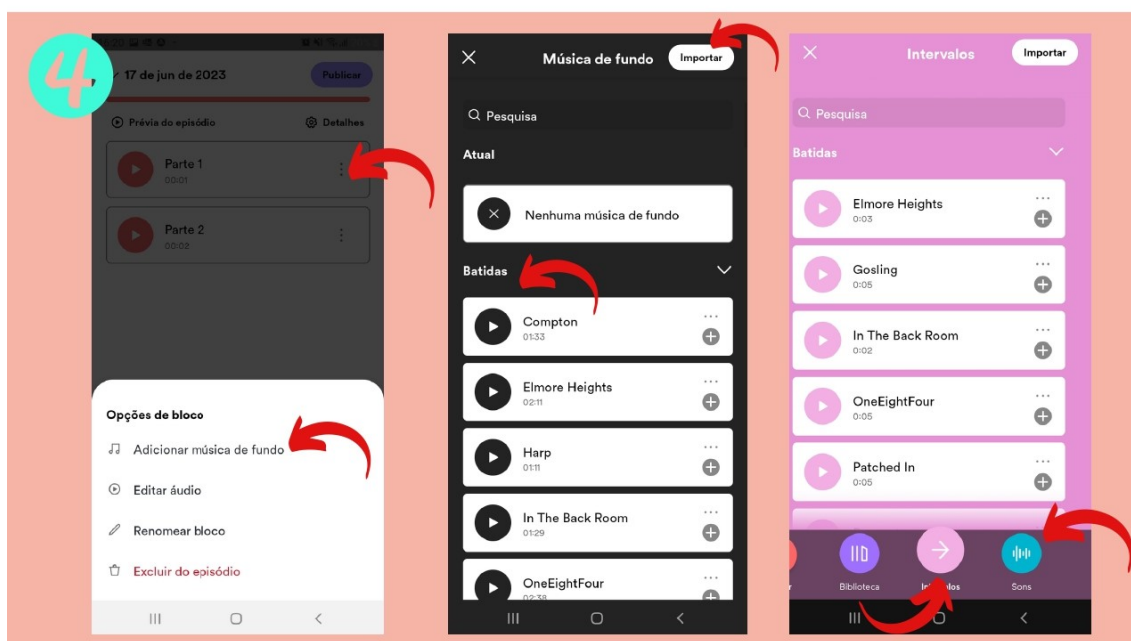 4
17 de jun de 2023
Publicar
Prévia do episódio
Detalhes
Parte 1
00:01
Parte 2
00:02
Opções de bloco
Adicionar música de fundo
Editar áudio
Renomear bloco
Excluir do episódio
Música de fundo
Importar
Pesquisa
Atual
Nenhuma música de fundo
Batidas
Compton
01:33
Elmore Heights
02:11
Harp
01:11
In The Back Room
01:29
OneEightFour
02:38
Intervalos
Importar
Pesquisa
Batidas
Elmore Heights
0:03
Gosling
0:05
In The Back Room
0:02
OneEightFour
0:05
Patched In
0:05
Biblioteca
Sons